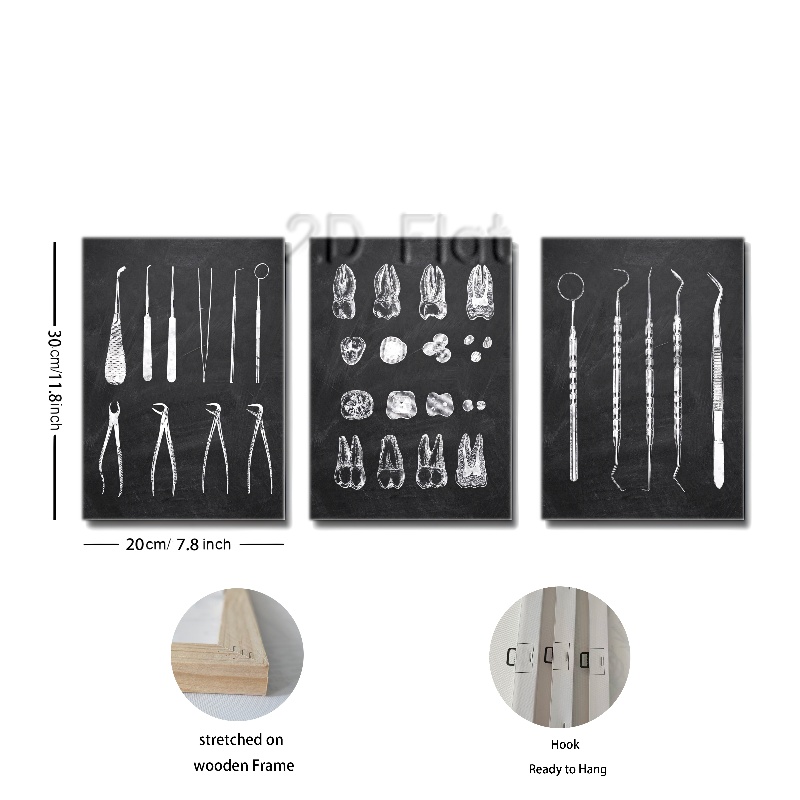 2D Flat
30cm/11.8inch
20cm/ 7.8 inch
stretched on
wooden Frame
Hook
Ready to Hang